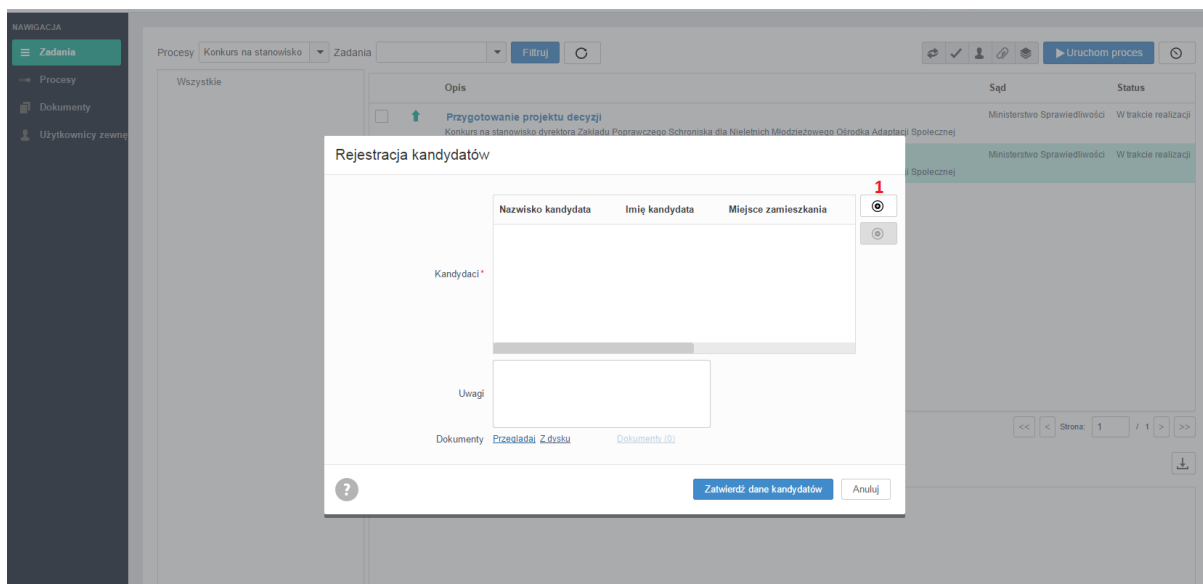 NAWIGACJA
Zadania
Procesy
Dokumenty
Użytkownicy zewnę
Procesy Konkurs na stanowisko Zadania Filtruj Uruchom proces
Wszystkie
Opis Sąd Status
Przygotowanie projektu decyzji Ministerstwo Sprawiedliwości W trakcie realizacji
Konkurs na stanowisko dyrektora Zakładu Poprawczego Schroniska dla Nieletnich Młodzieżowego Ośrodka Adaptacji Społecznej
Ministerstwo Sprawiedliwości W trakcie realizacji
ji Społecznej
Rejestracja kandydatów
1
Nazwisko kandydata Imię kandydata Miejsce zamieszkania
Kandydaci *
Uwagi
Dokumenty Przeglądaj Z dysku Dokumenty (0)
? Zatwierdź dane kandydatów Anuluj
<< < Strona: 1 / 1 > >>